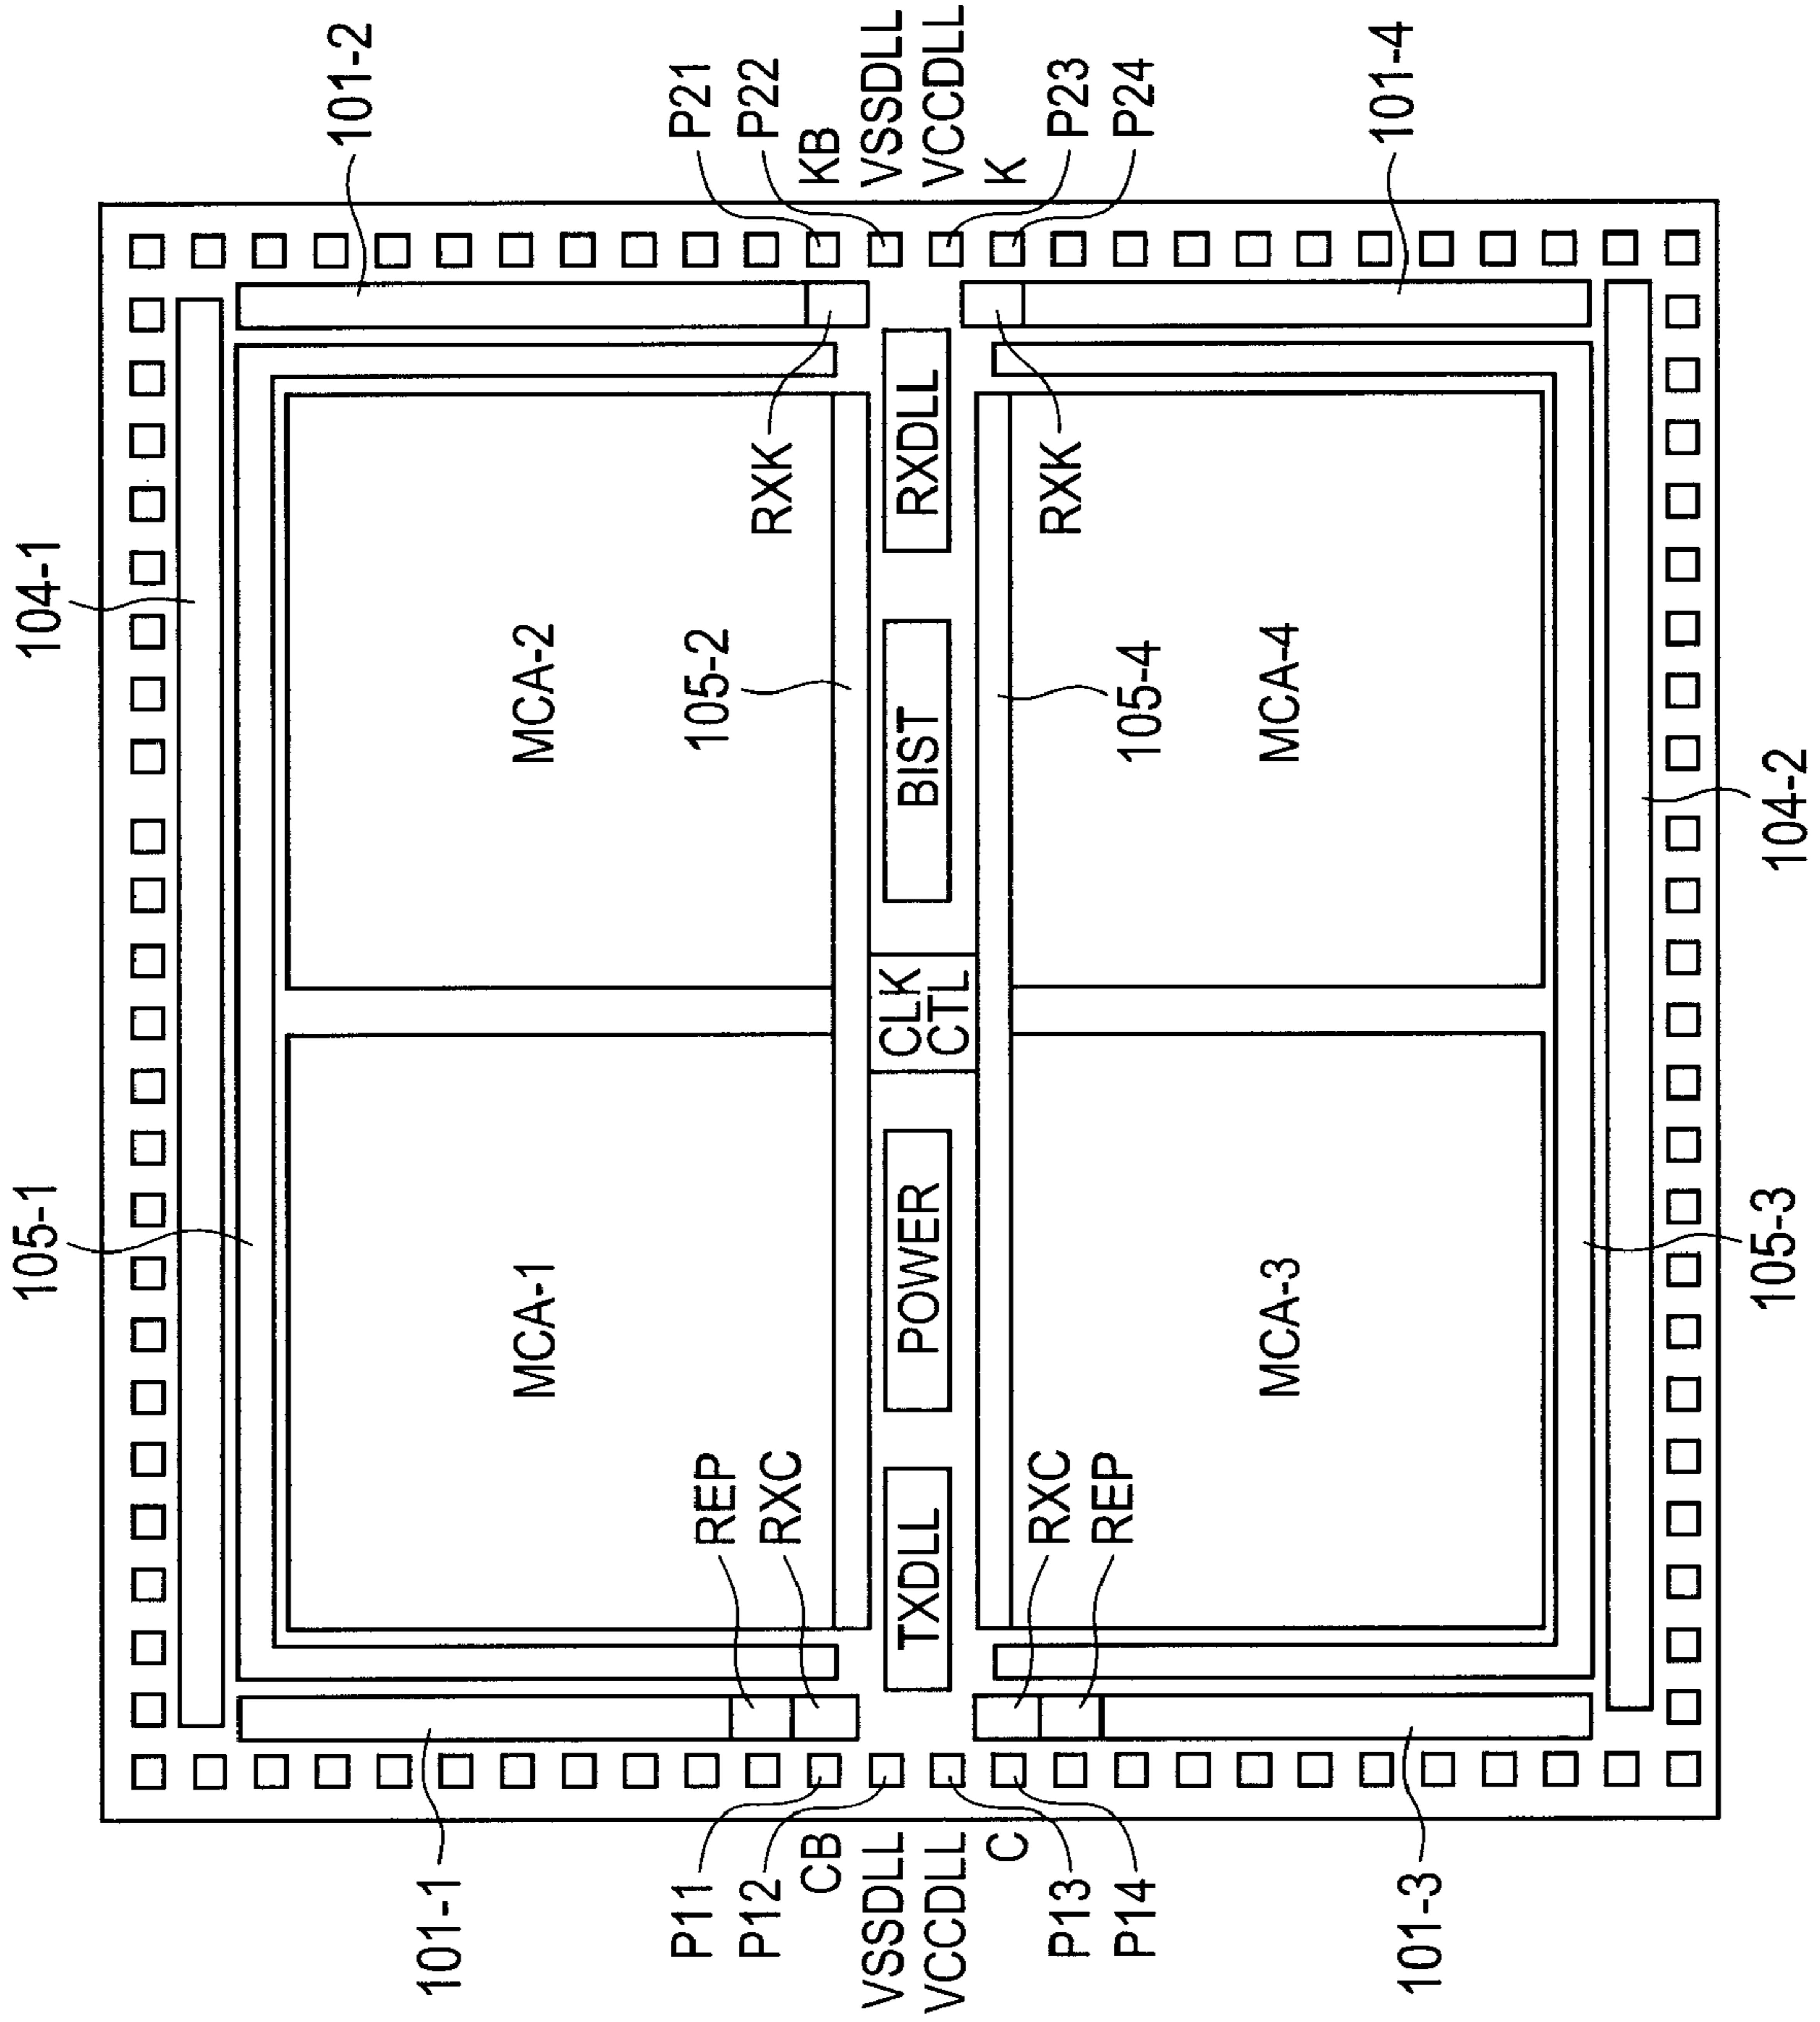 105-1
104-1
101-1
101-2
MCA-1
MCA-2
P11
REP
105-2
P21
P12
RXC
RXK
P22
CB
KB
VSSDLL
VSSDLL
TXDLL
POWER
CLK
CTL
BIST
RXDLL
VCCDLL
VCCDLL
C
K
P13
RXC
RXK
P23
P14
REP
105-4
P24
MCA-3
MCA-4
101-3
101-4
105-3
104-2